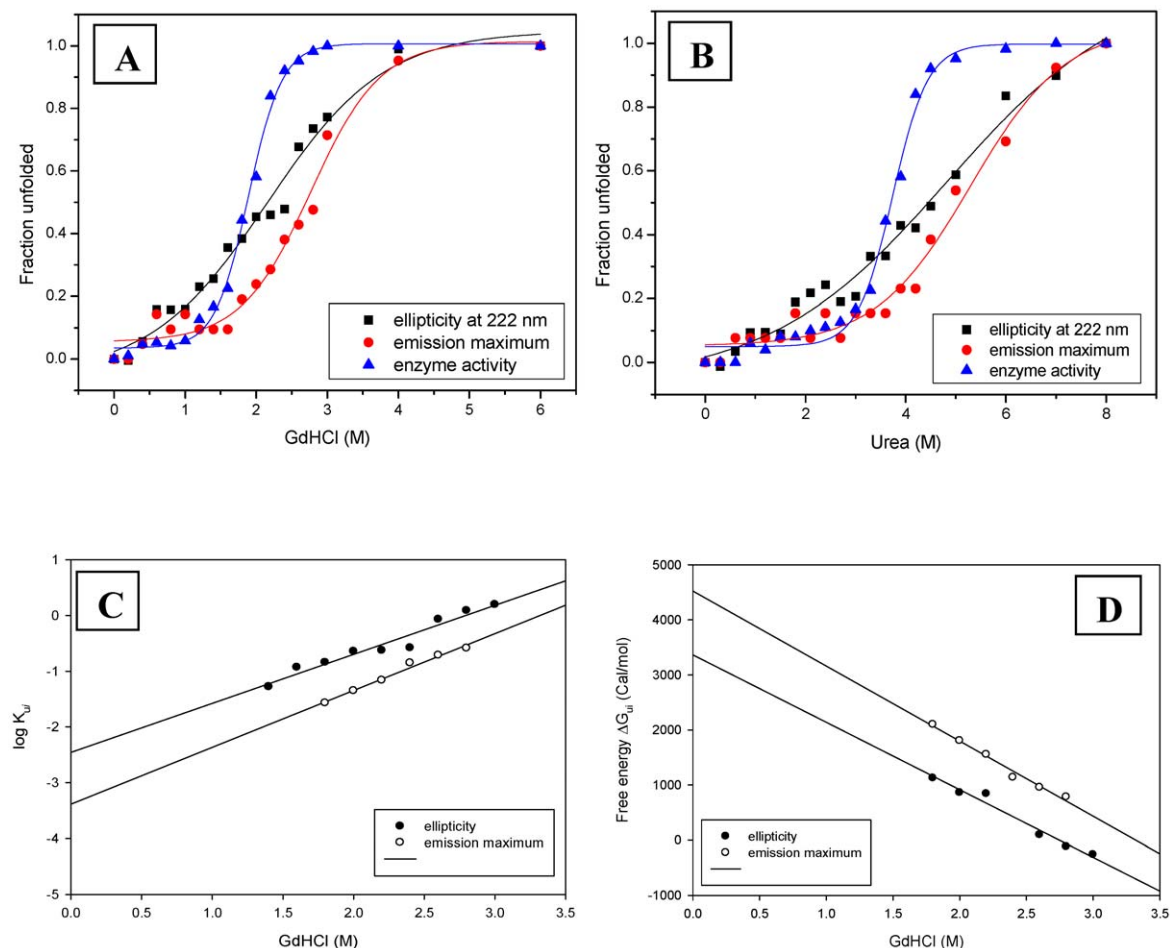 A
Fraction unfolded
1.0
0.8
0.6
0.4
0.2
0.0
ellipticity at 222 nm
emission maximum
enzyme activity
0 1 2 3 4 5 6
GdHCl (M)
B
Fraction unfolded
1.0
0.8
0.6
0.4
0.2
0.0
ellipticity at 222 nm
emission maximum
enzyme activity
0 2 4 6 8
Urea (M)
C
log Kui
1
0
-1
-2
-3
-4
-5
ellipticity
emission maximum
0.0 0.5 1.0 1.5 2.0 2.5 3.0 3.5
GdHCl (M)
D
Free energy ΔGui (Cal/mol)
5000
4000
3000
2000
1000
0
-1000
ellipticity
emission maximum
0.0 0.5 1.0 1.5 2.0 2.5 3.0 3.5
GdHCl (M)